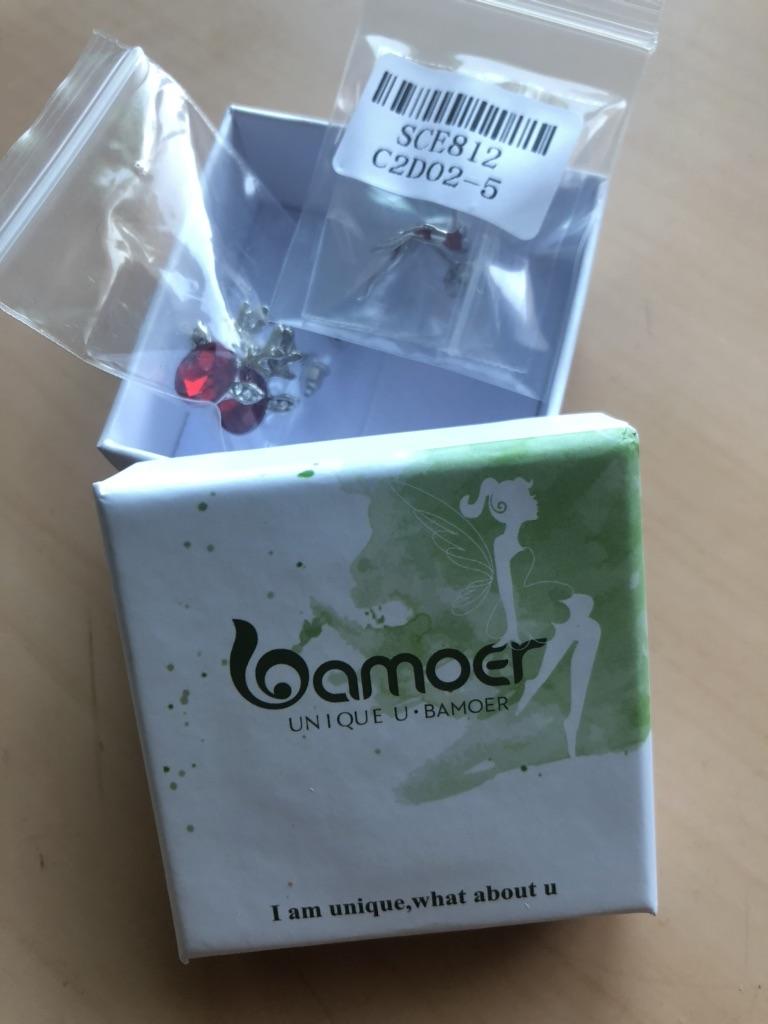 SCE812
C2D02-5
bamoer
UNIQUE U·BAMOER
I am unique,what about u